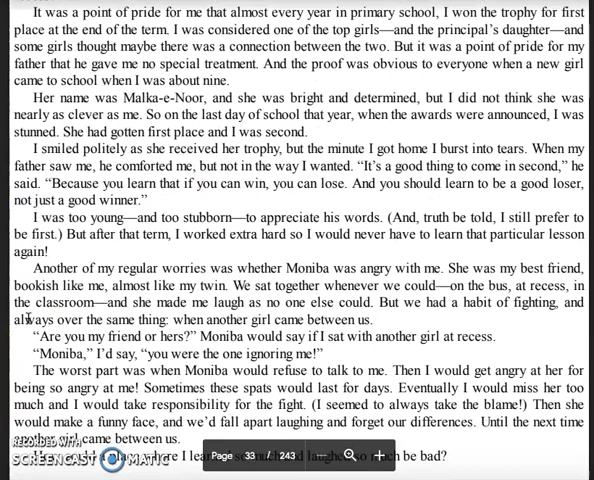 It was a point of pride for me that almost every year in primary school, I won the trophy for first
place at the end of the term. I was considered one of the top girls—and the principal's daughter—and
some girls thought maybe there was a connection between the two. But it was a point of pride for my
father that he gave me no special treatment. And the proof was obvious to everyone when a new girl
came to school when I was about nine.
Her name was Malka-e-Noor, and she was bright and determined, but I did not think she was
nearly as clever as me. So on the last day of school that year, when the awards were announced, I was
stunned. She had gotten first place and I was second.
I smiled politely as she received her trophy, but the minute I got home I burst into tears. When my
father saw me, he comforted me, but not in the way I wanted. “It's a good thing to come in second,” he
said. “Because you learn that if you can win, you can lose. And you should learn to be a good loser,
not just a good winner.”
I was too young—and too stubborn—to appreciate his words. (And, truth be told, I still prefer to
be first.) But after that term, I worked extra hard so I would never have to learn that particular lesson
again!
Another of my regular worries was whether Moniba was angry with me. She was my best friend,
bookish like me, almost like my twin. We sat together whenever we could—on the bus, at recess, in
the classroom—and she made me laugh as no one else could. But we had a habit of fighting, and
always over the same thing: when another girl came between us.
“Are you my friend or hers?” Moniba would say if I sat with another girl at recess.
“Moniba,” I'd say, “you were the one ignoring me!”
The worst part was when Moniba would refuse to talk to me. Then I would get angry at her for
being so angry at me! Sometimes these spats would last for days. Eventually I would miss her too
much and I would take responsibility for the fight. (I seemed to always take the blame!) Then she
would make a funny face, and we'd fall apart laughing and forget our differences. Until the next time
another girl came between us.
RECORDED WITH
SCREENCAST MATIC
Page 33 / 243
be bad?